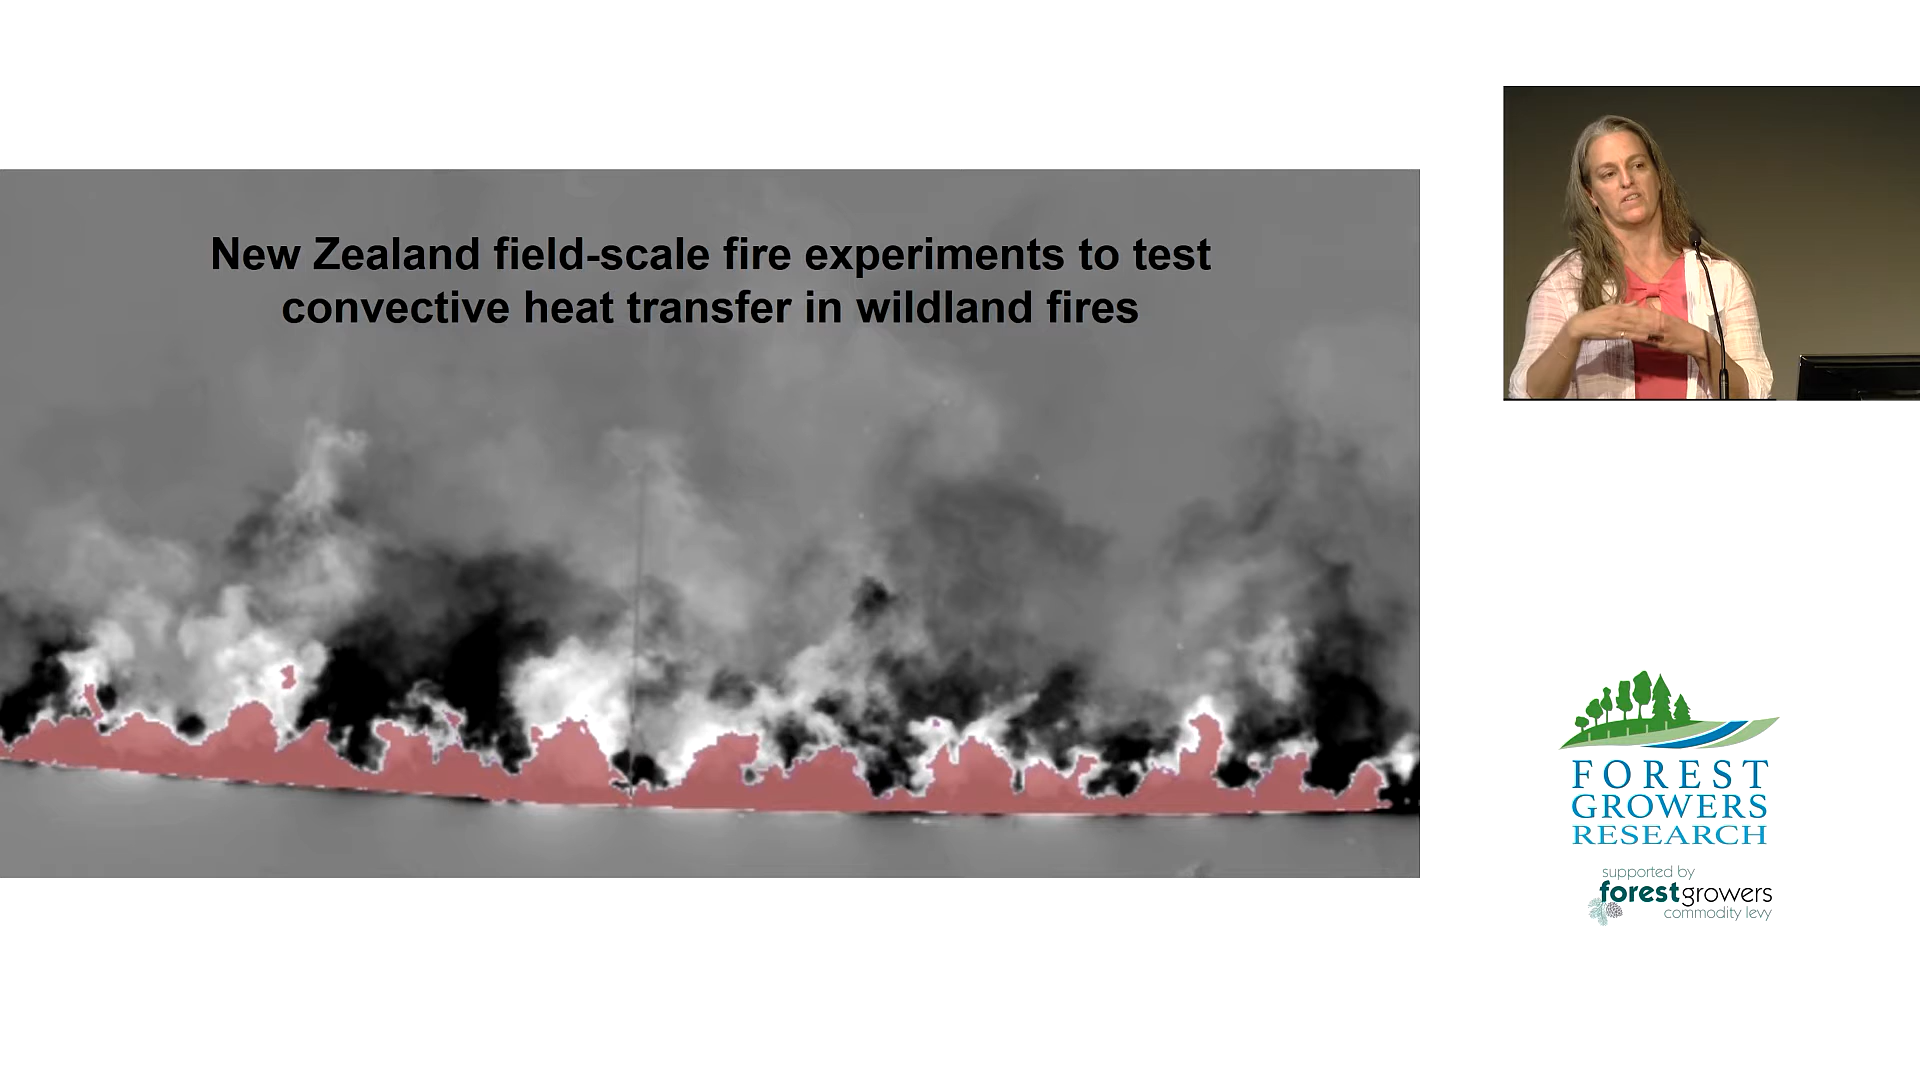 New Zealand field-scale fire experiments to test
convective heat transfer in wildland fires
FOREST
GROWERS
RESEARCH
supported by
forestgrowers
commodity levy